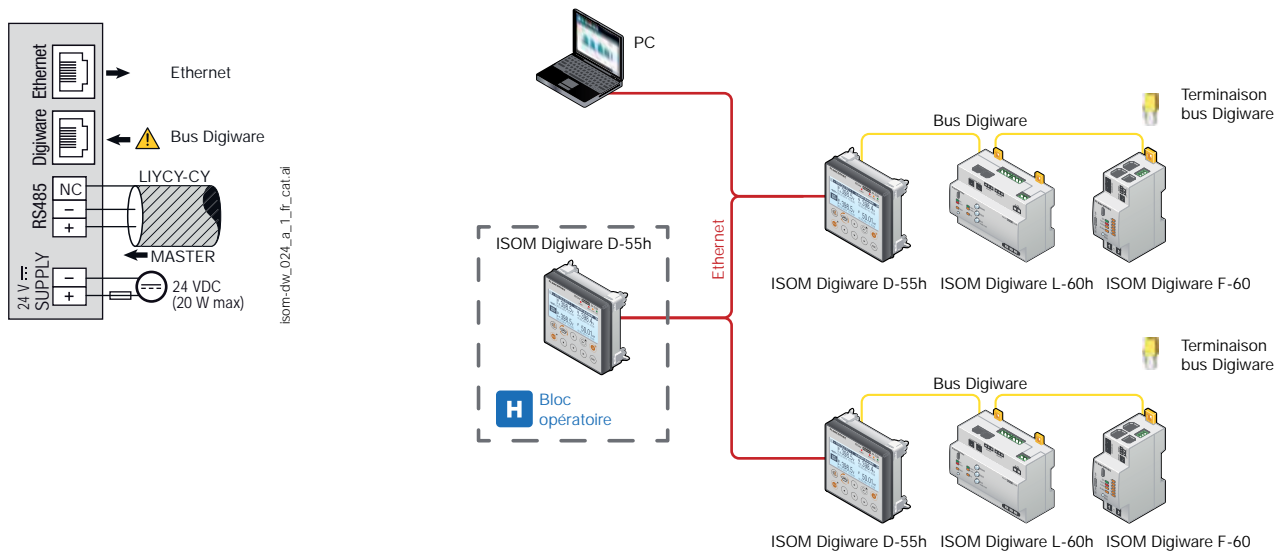 Ethernet
Ethernet
Digiware
Bus Digiware
RS485
NC
–
+
LIYCY-CY
MASTER
24 V
SUPPLY
–
+
24 VDC
(20 W max)
isom-dw_024_a_1_fr_cat.ai
PC
Ethernet
ISOM Digiware D-55h
H
Bloc
opératoire
Bus Digiware
Terminaison
bus Digiware
ISOM Digiware D-55h
ISOM Digiware L-60h
ISOM Digiware F-60
Bus Digiware
Terminaison
bus Digiware
ISOM Digiware D-55h
ISOM Digiware L-60h
ISOM Digiware F-60